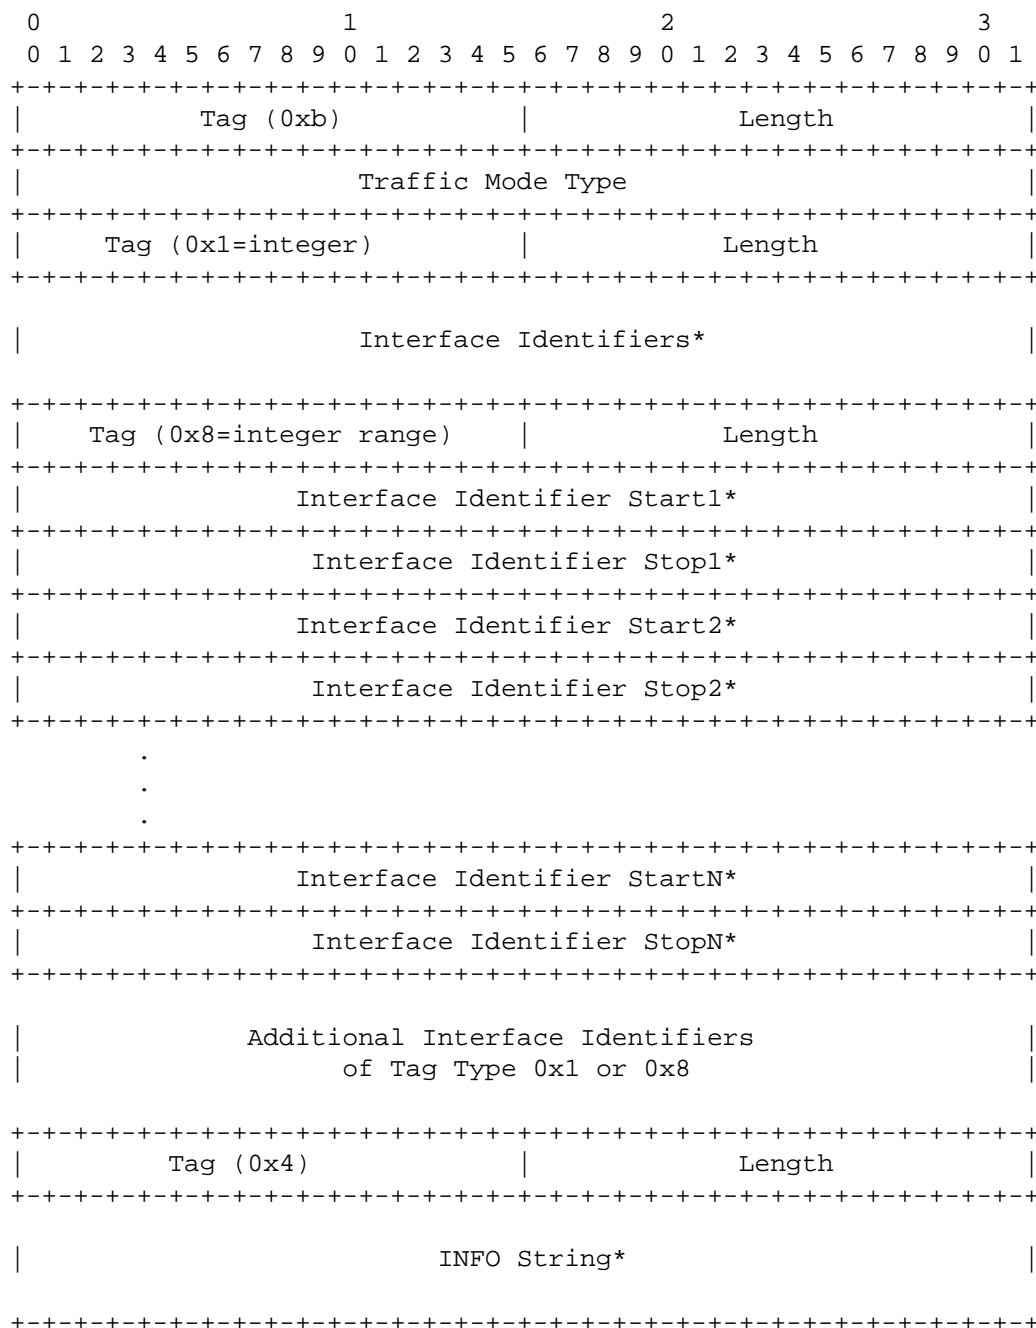 0                   1                   2                   3
 0 1 2 3 4 5 6 7 8 9 0 1 2 3 4 5 6 7 8 9 0 1 2 3 4 5 6 7 8 9 0 1
+-+-+-+-+-+-+-+-+-+-+-+-+-+-+-+-+-+-+-+-+-+-+-+-+-+-+-+-+-+-+-+-+
|           Tag (0xb)           |             Length            |
+-+-+-+-+-+-+-+-+-+-+-+-+-+-+-+-+-+-+-+-+-+-+-+-+-+-+-+-+-+-+-+-+
|                     Traffic Mode Type                         |
+-+-+-+-+-+-+-+-+-+-+-+-+-+-+-+-+-+-+-+-+-+-+-+-+-+-+-+-+-+-+-+-+
|     Tag (0x1=integer)         |            Length             |
+-+-+-+-+-+-+-+-+-+-+-+-+-+-+-+-+-+-+-+-+-+-+-+-+-+-+-+-+-+-+-+-+

|                     Interface Identifiers*                    |

+-+-+-+-+-+-+-+-+-+-+-+-+-+-+-+-+-+-+-+-+-+-+-+-+-+-+-+-+-+-+-+-+
|    Tag (0x8=integer range)    |            Length             |
+-+-+-+-+-+-+-+-+-+-+-+-+-+-+-+-+-+-+-+-+-+-+-+-+-+-+-+-+-+-+-+-+
|                 Interface Identifier Start1*                  |
+-+-+-+-+-+-+-+-+-+-+-+-+-+-+-+-+-+-+-+-+-+-+-+-+-+-+-+-+-+-+-+-+
|                  Interface Identifier Stop1*                  |
+-+-+-+-+-+-+-+-+-+-+-+-+-+-+-+-+-+-+-+-+-+-+-+-+-+-+-+-+-+-+-+-+
|                 Interface Identifier Start2*                  |
+-+-+-+-+-+-+-+-+-+-+-+-+-+-+-+-+-+-+-+-+-+-+-+-+-+-+-+-+-+-+-+-+
|                  Interface Identifier Stop2*                  |
+-+-+-+-+-+-+-+-+-+-+-+-+-+-+-+-+-+-+-+-+-+-+-+-+-+-+-+-+-+-+-+-+
        .
        .
        .
+-+-+-+-+-+-+-+-+-+-+-+-+-+-+-+-+-+-+-+-+-+-+-+-+-+-+-+-+-+-+-+-+
|                 Interface Identifier StartN*                  |
+-+-+-+-+-+-+-+-+-+-+-+-+-+-+-+-+-+-+-+-+-+-+-+-+-+-+-+-+-+-+-+-+
|                  Interface Identifier StopN*                  |
+-+-+-+-+-+-+-+-+-+-+-+-+-+-+-+-+-+-+-+-+-+-+-+-+-+-+-+-+-+-+-+-+

|              Additional Interface Identifiers                 |
|                    of Tag Type 0x1 or 0x8                     |

+-+-+-+-+-+-+-+-+-+-+-+-+-+-+-+-+-+-+-+-+-+-+-+-+-+-+-+-+-+-+-+-+
|         Tag (0x4)             |             Length            |
+-+-+-+-+-+-+-+-+-+-+-+-+-+-+-+-+-+-+-+-+-+-+-+-+-+-+-+-+-+-+-+-+

|                          INFO String*                         |

+-+-+-+-+-+-+-+-+-+-+-+-+-+-+-+-+-+-+-+-+-+-+-+-+-+-+-+-+-+-+-+-+